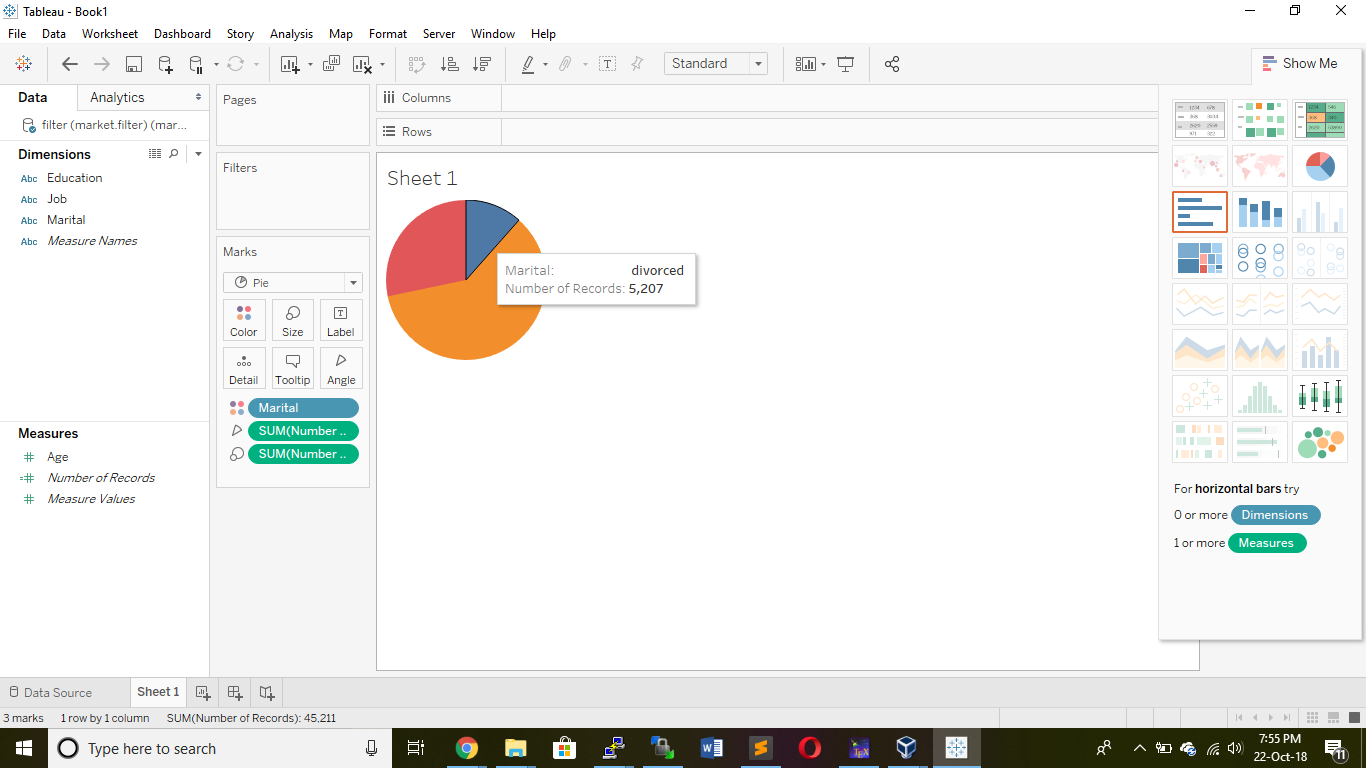 Tableau - Book1
File Data Worksheet Dashboard Story Analysis Map Format Server Window Help
Standard
Show Me
Data Analytics
filter (market.filter) (mar...
Dimensions
Abc Education
Abc Job
Abc Marital
Abc Measure Names
Measures
# Age
=# Number of Records
# Measure Values
Pages
Filters
Marks
Pie
Color Size Label
Detail Tooltip Angle
Marital
SUM(Number ..
SUM(Number ..
Columns
Rows
Sheet 1
Marital: divorced
Number of Records: 5,207
For horizontal bars try
0 or more Dimensions
1 or more Measures
Data Source Sheet 1
3 marks 1 row by 1 column SUM(Number of Records): 45,211
Type here to search
7:55 PM
22-Oct-18
11